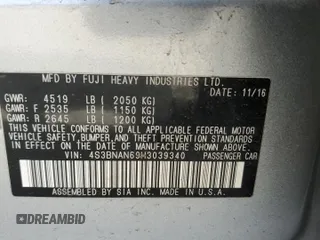 MFD. BY FUJI HEAVY INDUSTRIES LTD.
DATE: 11/16
GVWR: 4519 LB ( 2050 KG)
GAWR: F 2535 LB ( 1150 KG)
GAWR: R 2645 LB ( 1200 KG)
THIS VEHICLE CONFORMS TO ALL APPLICABLE FEDERAL MOTOR
VEHICLE SAFETY, BUMPER, AND THEFT PREVENTION STANDARDS
IN EFFECT ON THE DATE OF MANUFACTURE SHOWN ABOVE.
VIN: 4S3BNAN69H3039340 PASSENGER CAR
ASSEMBLED BY SIA INC. MADE IN U.S.A.
DREAMBID